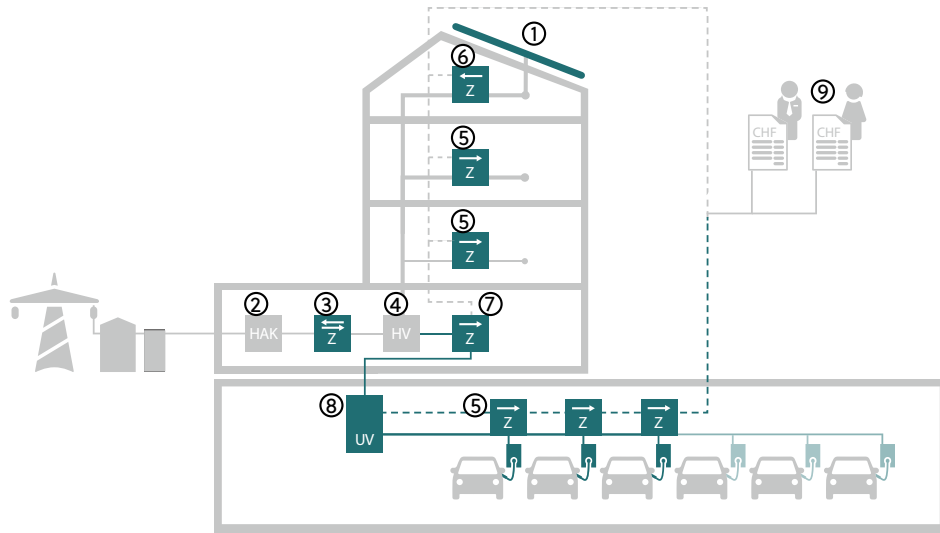 ①
⑥
Z
⑨
CHF
CHF
⑤
Z
⑤
Z
②
③
④
⑦
HAK
Z
HV
Z
⑧
⑤
UV
Z
Z
Z